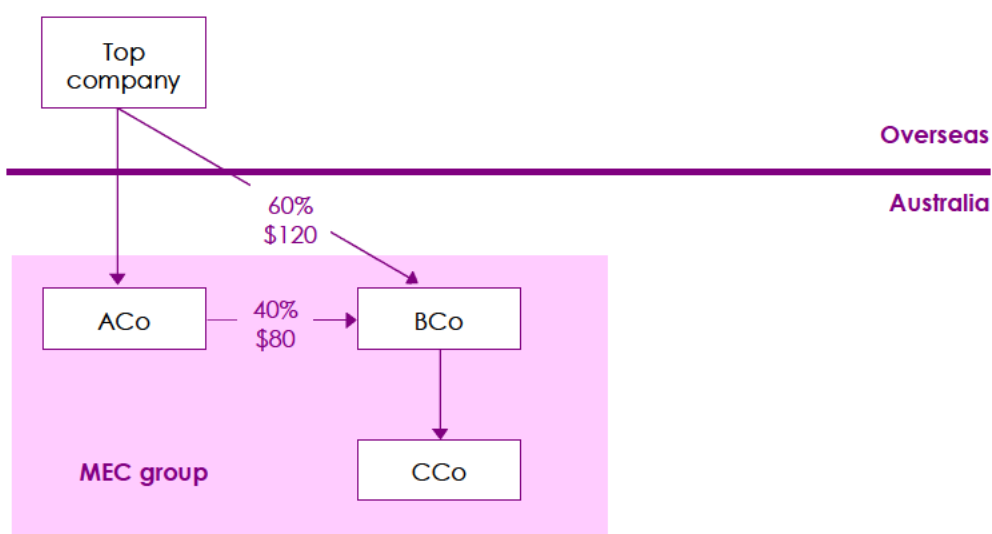 Top
company
Overseas
Australia
60%
$120
ACo
40%
$80
BCo
MEC group
CCo